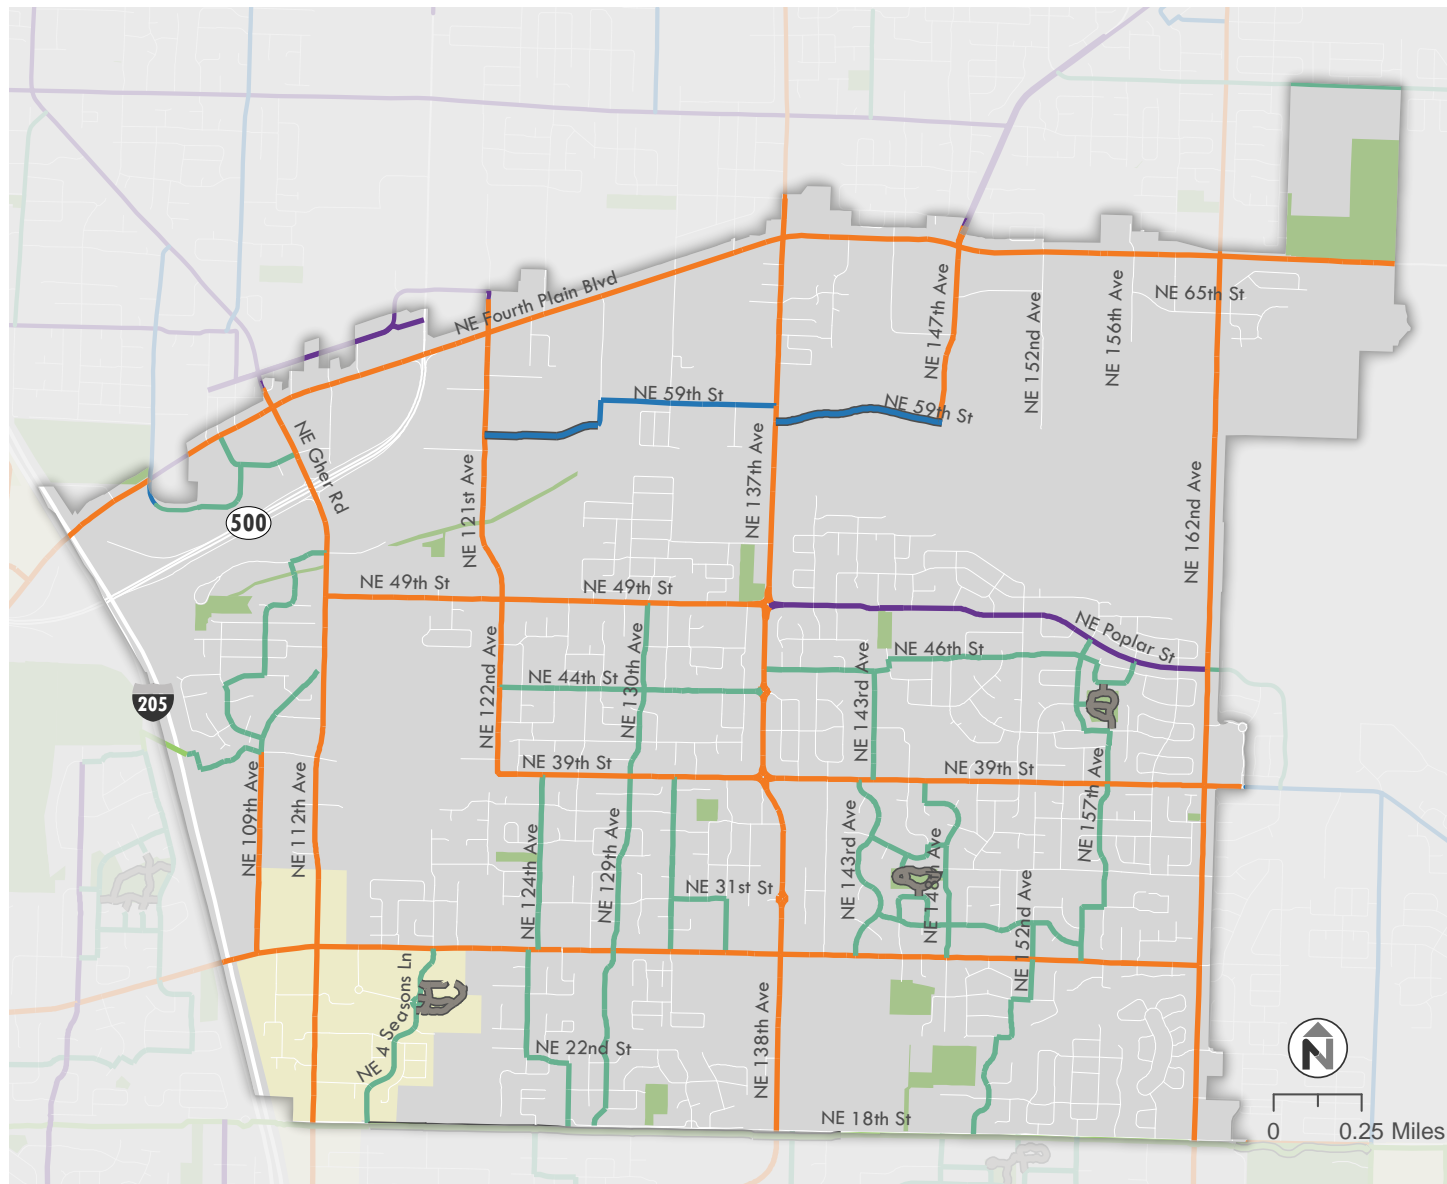 NE Fourth Plain Blvd
NE 65th St
NE 147th Ave
NE 152nd Ave
NE 156th Ave
NE 59th St
NE 59th St
NE Gher Rd
500
NE 121st Ave
NE 137th Ave
NE 162nd Ave
NE 49th St
NE 49th St
NE Poplar St
NE 46th St
NE 44th St
NE 122nd Ave
NE 130th Ave
NE 143rd Ave
205
NE 39th St
NE 39th St
NE 109th Ave
NE 112th Ave
NE 124th Ave
NE 129th Ave
NE 143rd Ave
NE 148th Ave
NE 157th Ave
NE 31st St
NE 152nd Ave
NE 4 Seasons Ln
NE 22nd St
NE 138th Ave
NE 18th St
N
0 0.25 Miles